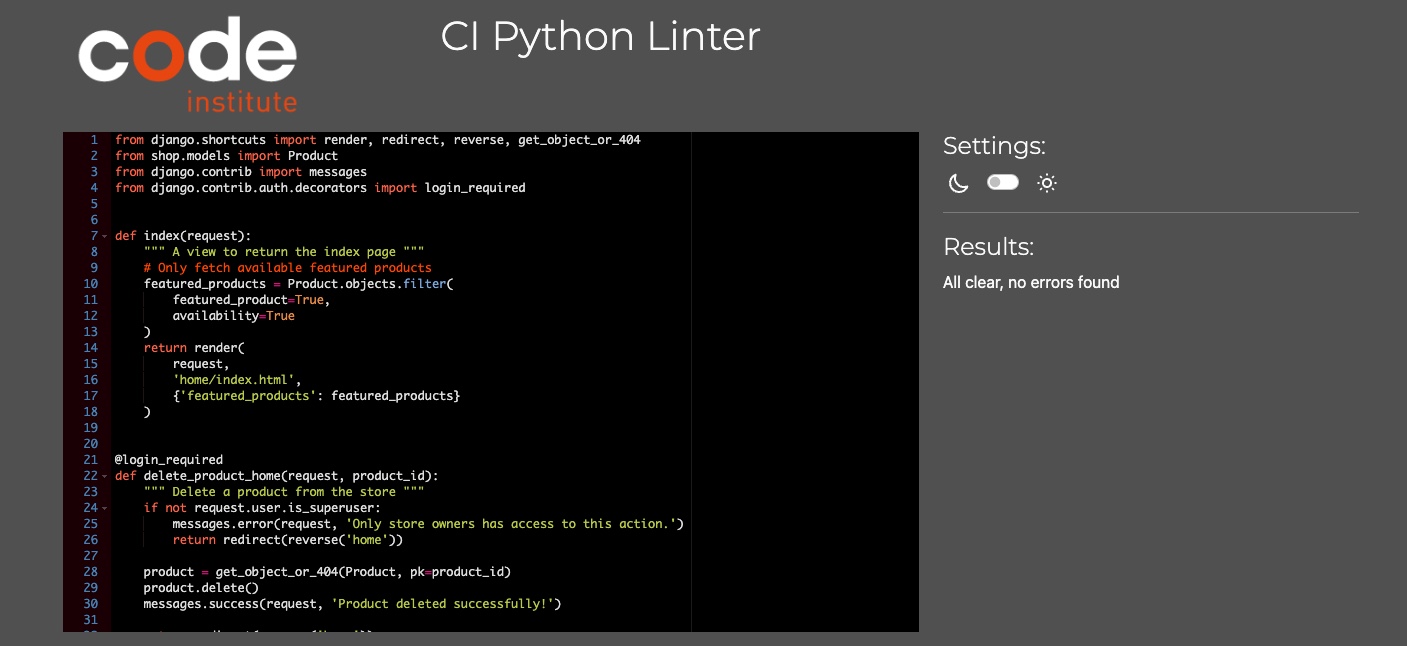 code
institute
CI Python Linter
1 from django.shortcuts import render, redirect, reverse, get_object_or_404
2 from shop.models import Product
3 from django.contrib import messages
4 from django.contrib.auth.decorators import login_required
5
6
7 def index(request):
8     """ A view to return the index page """
9     # Only fetch available featured products
10     featured_products = Product.objects.filter(
11         featured_product=True,
12         availability=True
13     )
14     return render(
15         request,
16         'home/index.html',
17         {'featured_products': featured_products}
18     )
19
20
21 @login_required
22 def delete_product_home(request, product_id):
23     """ Delete a product from the store """
24     if not request.user.is_superuser:
25         messages.error(request, 'Only store owners has access to this action.')
26         return redirect(reverse('home'))
27
28     product = get_object_or_404(Product, pk=product_id)
29     product.delete()
30     messages.success(request, 'Product deleted successfully!')
31
Settings:
Results:
All clear, no errors found